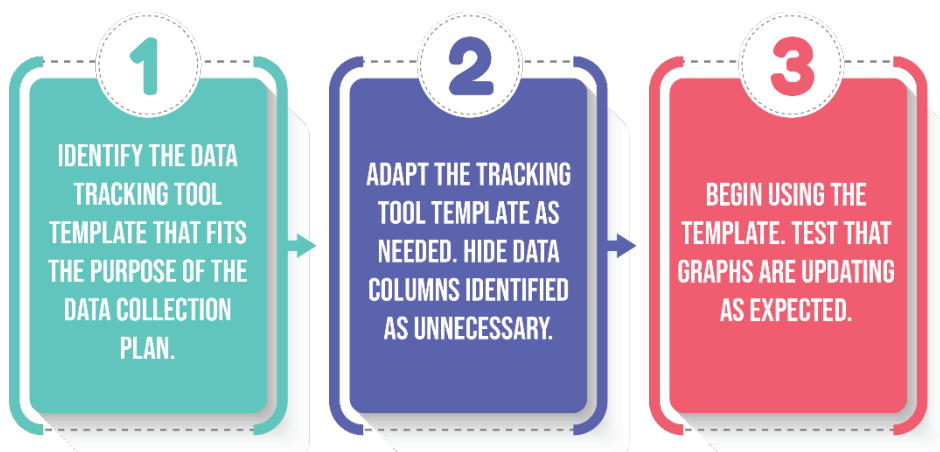 1
IDENTIFY THE DATA
TRACKING TOOL
TEMPLATE THAT FITS
THE PURPOSE OF THE
DATA COLLECTION
PLAN.
2
ADAPT THE TRACKING
TOOL TEMPLATE AS
NEEDED. HIDE DATA
COLUMNS IDENTIFIED
AS UNNECESSARY.
3
BEGIN USING THE
TEMPLATE. TEST THAT
GRAPHS ARE UPDATING
AS EXPECTED.